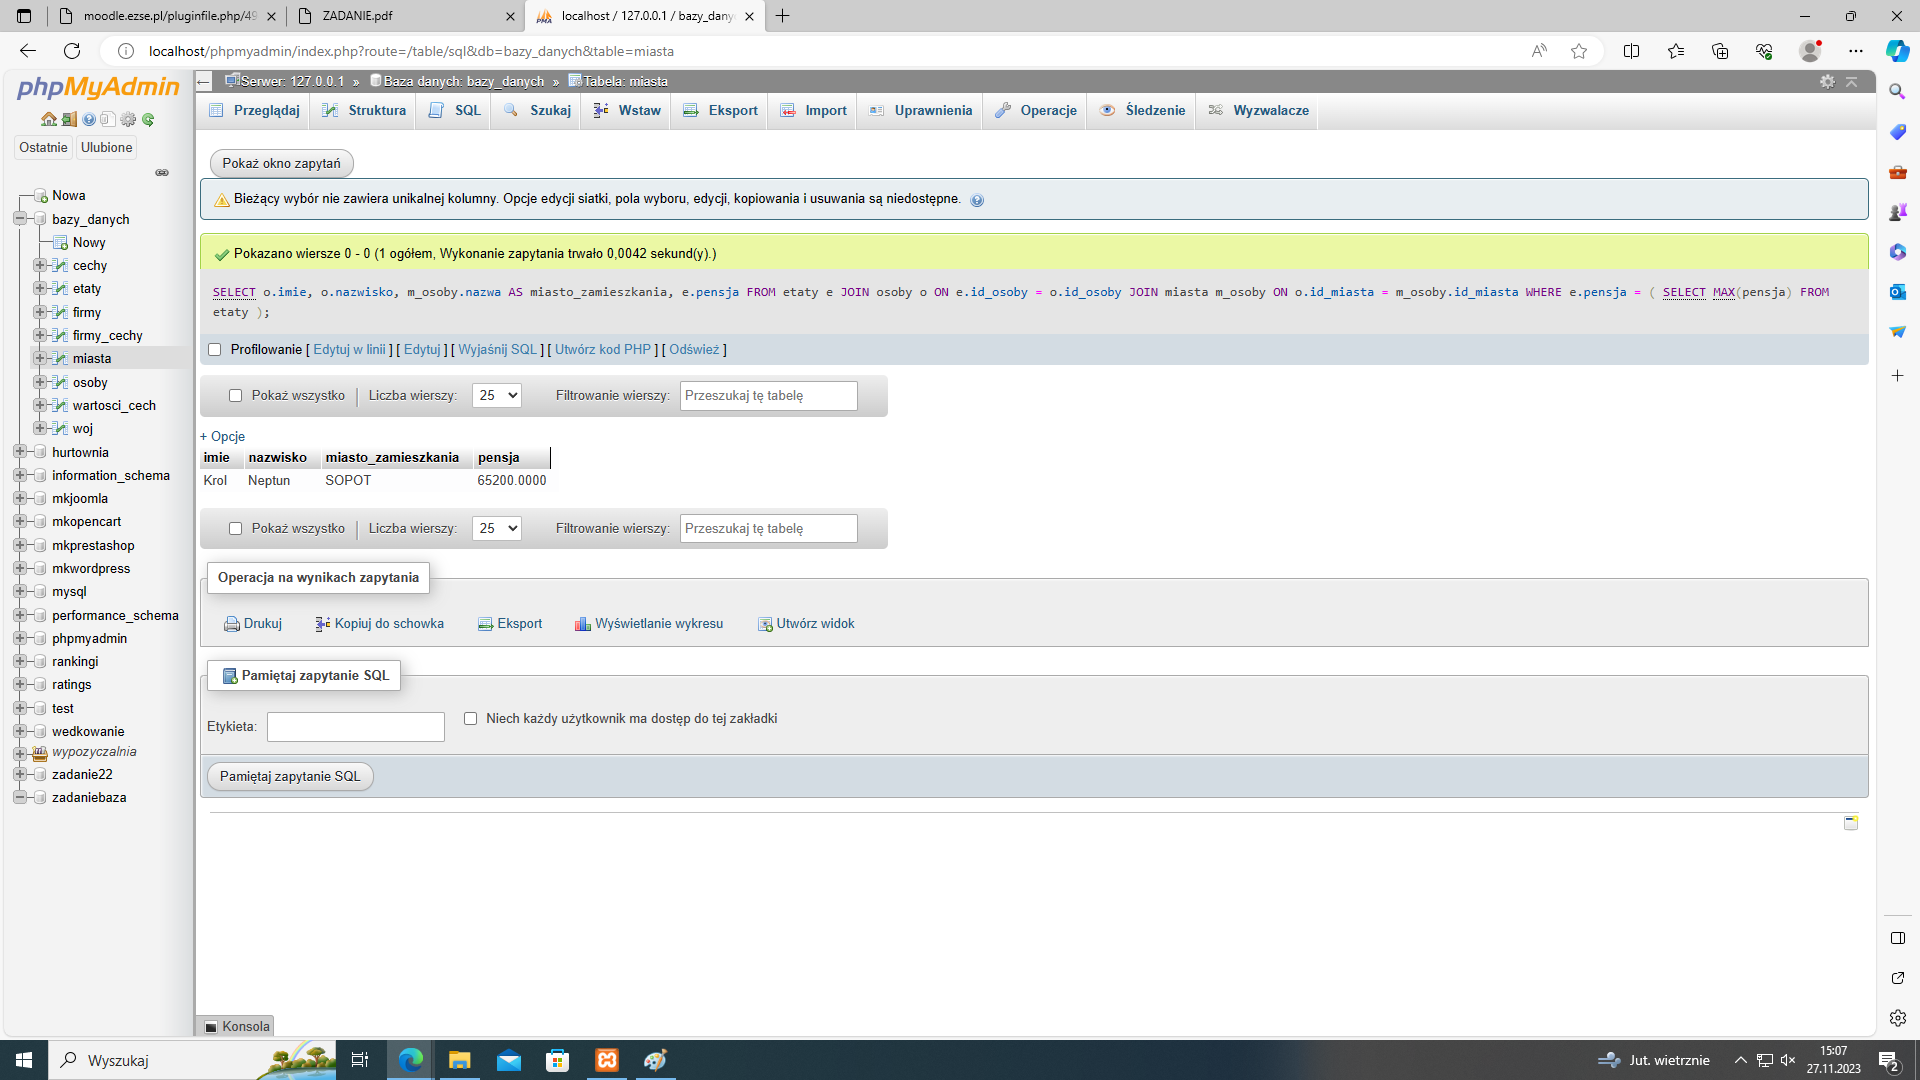 moodle.ezse.pl/pluginfile.php/49
ZADANIE.pdf
localhost / 127.0.0.1 / bazy_dany
localhost/phpmyadmin/index.php?route=/table/sql&db=bazy_danych&table=miasta
phpMyAdmin
Ostatnie
Ulubione
Nowa
bazy_danych
Nowy
cechy
etaty
firmy
firmy_cechy
miasta
osoby
wartosci_cech
woj
hurtownia
information_schema
mkjoomla
mkopencart
mkprestashop
mkwordpress
mysql
performance_schema
phpmyadmin
rankingi
ratings
test
wedkowanie
wypozyczalnia
zadanie22
zadaniebaza
Serwer: 127.0.0.1 » Baza danych: bazy_danych » Tabela: miasta
Przeglądaj Struktura SQL Szukaj Wstaw Eksport Import Uprawnienia Operacje Śledzenie Wyzwalacze
Pokaż okno zapytań
Bieżący wybór nie zawiera unikalnej kolumny. Opcje edycji siatki, pola wyboru, edycji, kopiowania i usuwania są niedostępne.
Pokazano wiersze 0 - 0 (1 ogółem, Wykonanie zapytania trwało 0,0042 sekund(y).)
SELECT o.imie, o.nazwisko, m_osoby.nazwa AS miasto_zamieszkania, e.pensja FROM etaty e JOIN osoby o ON e.id_osoby = o.id_osoby JOIN miasta m_osoby ON o.id_miasta = m_osoby.id_miasta WHERE e.pensja = ( SELECT MAX(pensja) FROM
etaty );
Profilowanie [ Edytuj w linii ] [ Edytuj ] [ Wyjaśnij SQL ] [ Utwórz kod PHP ] [ Odśwież ]
Pokaż wszystko | Liczba wierszy: 25 Filtrowanie wierszy: Przeszukaj tę tabelę
+ Opcje
imie nazwisko miasto_zamieszkania pensja
Krol Neptun SOPOT 65200.0000
Pokaż wszystko | Liczba wierszy: 25 Filtrowanie wierszy: Przeszukaj tę tabelę
Operacja na wynikach zapytania
Drukuj Kopiuj do schowka Eksport Wyświetlanie wykresu Utwórz widok
Pamiętaj zapytanie SQL
Etykieta:
Niech każdy użytkownik ma dostęp do tej zakładki
Pamiętaj zapytanie SQL
Konsola
Wyszukaj
Jut. wietrznie
15:07
27.11.2023
2